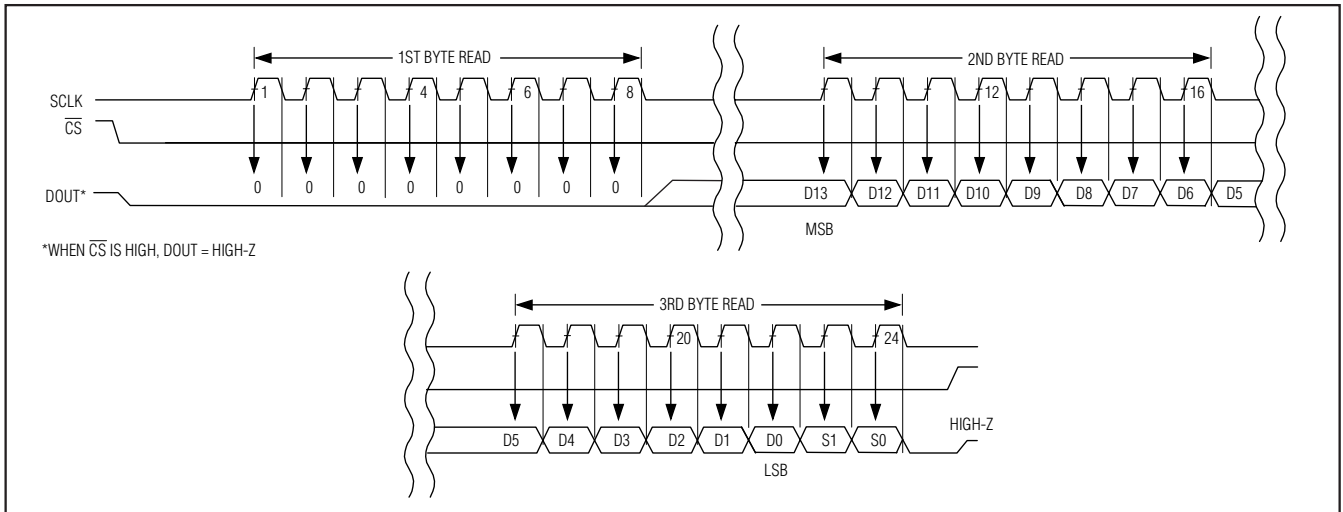 1ST BYTE READ
2ND BYTE READ
SCLK
1 4 6 8
12 16
CS
0 0 0 0 0 0 0 0
DOUT*
D13 D12 D11 D10 D9 D8 D7 D6 D5
MSB
*WHEN CS IS HIGH, DOUT = HIGH-Z
3RD BYTE READ
20 24
HIGH-Z
D5 D4 D3 D2 D1 D0 S1 S0
LSB